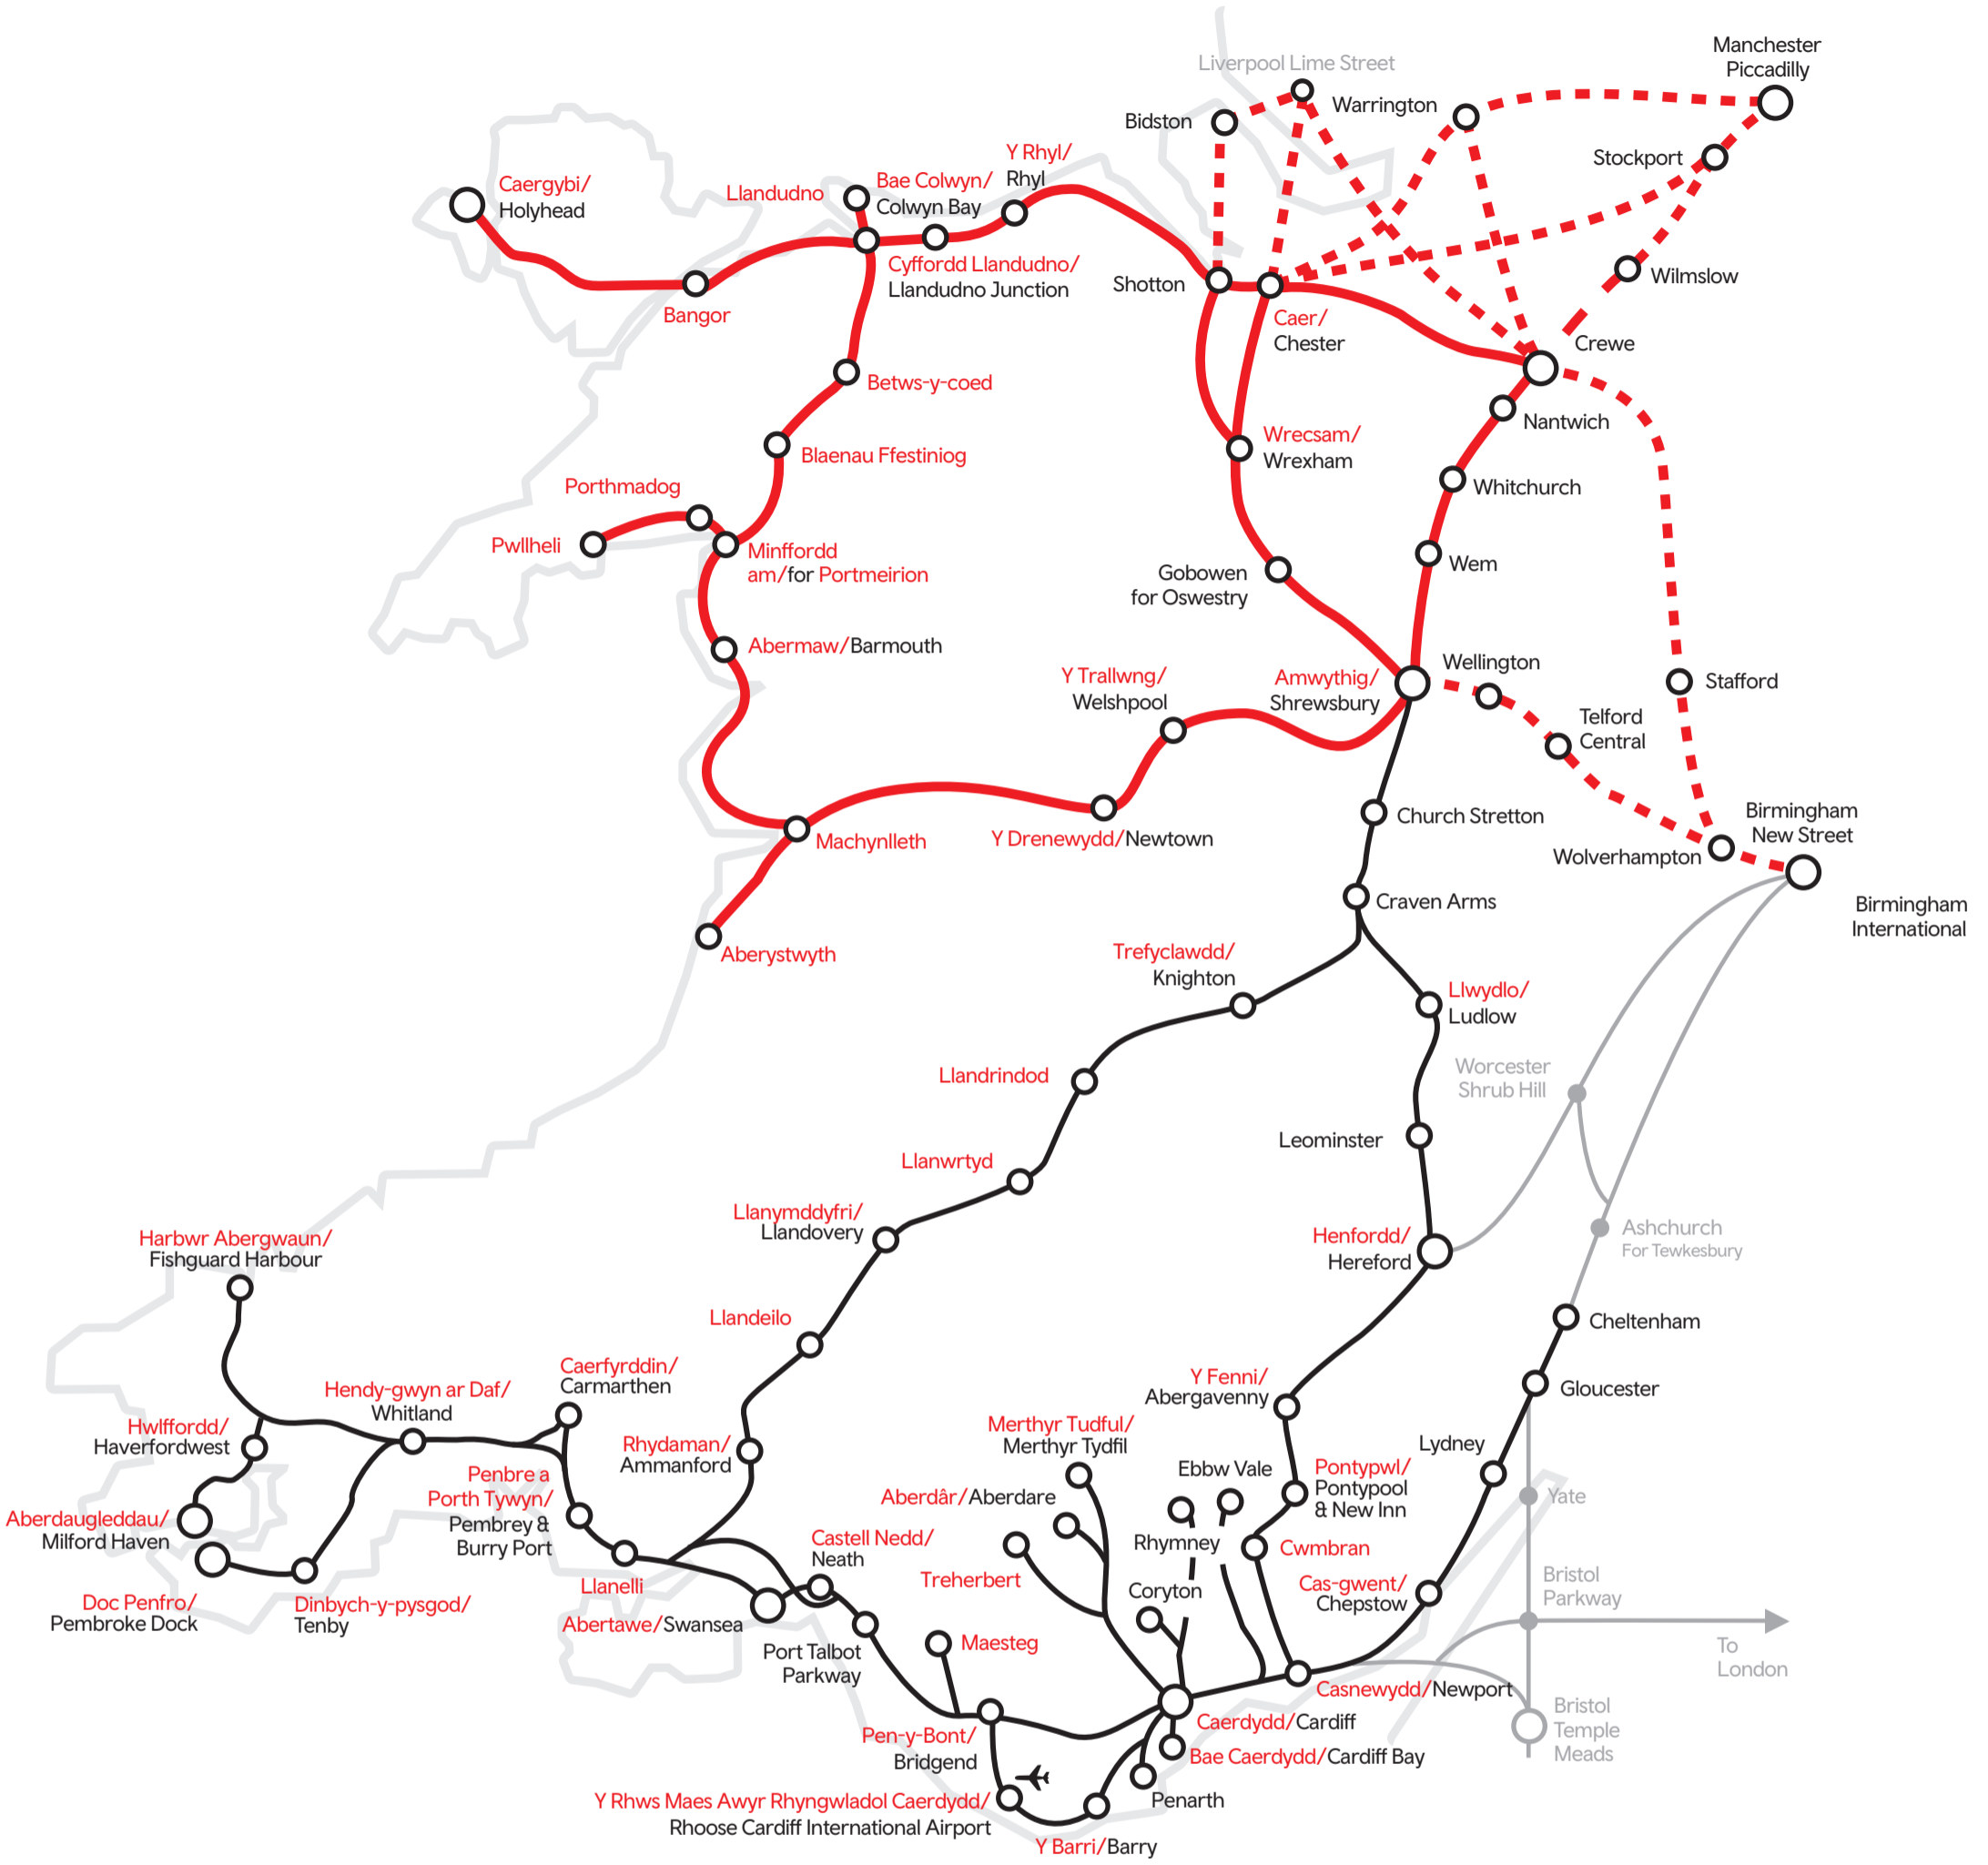 Manchester
Piccadilly
Liverpool Lime Street
Warrington
Bidston
Stockport
Y Rhyl/
Rhyl
Caergybi/
Holyhead
Llandudno
Bae Colwyn/
Colwyn Bay
Cyffordd Llandudno/
Llandudno Junction
Shotton
Wilmslow
Bangor
Caer/
Chester
Crewe
Betws-y-coed
Nantwich
Blaenau Ffestiniog
Wrecsam/
Wrexham
Porthmadog
Whitchurch
Pwllheli
Minffordd
am/for Portmeirion
Wem
Gobowen
for Oswestry
Abermaw/Barmouth
Y Trallwng/
Welshpool
Amwythig/
Shrewsbury
Wellington
Stafford
Telford
Central
Machynlleth
Y Drenewydd/Newtown
Church Stretton
Birmingham
New Street
Wolverhampton
Birmingham
International
Craven Arms
Aberystwyth
Trefyclawdd/
Knighton
Llwydlo/
Ludlow
Llandrindod
Worcester
Shrub Hill
Leominster
Llanwrtyd
Llanymddyfri/
Llandovery
Henfordd/
Hereford
Ashchurch
For Tewkesbury
Harbwr Abergwaun/
Fishguard Harbour
Llandeilo
Cheltenham
Caerfyrddin/
Carmarthen
Hendy-gwyn ar Daf/
Whitland
Y Fenni/
Abergavenny
Gloucester
Hwlffordd/
Haverfordwest
Rhydaman/
Ammanford
Merthyr Tudful/
Merthyr Tydfil
Lydney
Ebbw Vale
Pontypwl/
Pontypool
& New Inn
Penbre a
Porth Tywyn/
Pembrey &
Burry Port
Aberdâr/Aberdare
Yate
Aberdaugleddau/
Milford Haven
Castell Nedd/
Neath
Rhymney
Cwmbran
Treherbert
Coryton
Cas-gwent/
Chepstow
Bristol
Parkway
Llanelli
Doc Penfro/
Pembroke Dock
Dinbych-y-pysgod/
Tenby
Abertawe/Swansea
Maesteg
Port Talbot
Parkway
To
London
Casnewydd/Newport
Bristol
Temple
Meads
Caerdydd/Cardiff
Pen-y-Bont/
Bridgend
Bae Caerdydd/Cardiff Bay
Y Rhws Maes Awyr Rhyngwladol Caerdydd/
Rhoose Cardiff International Airport
Penarth
Y Barri/Barry